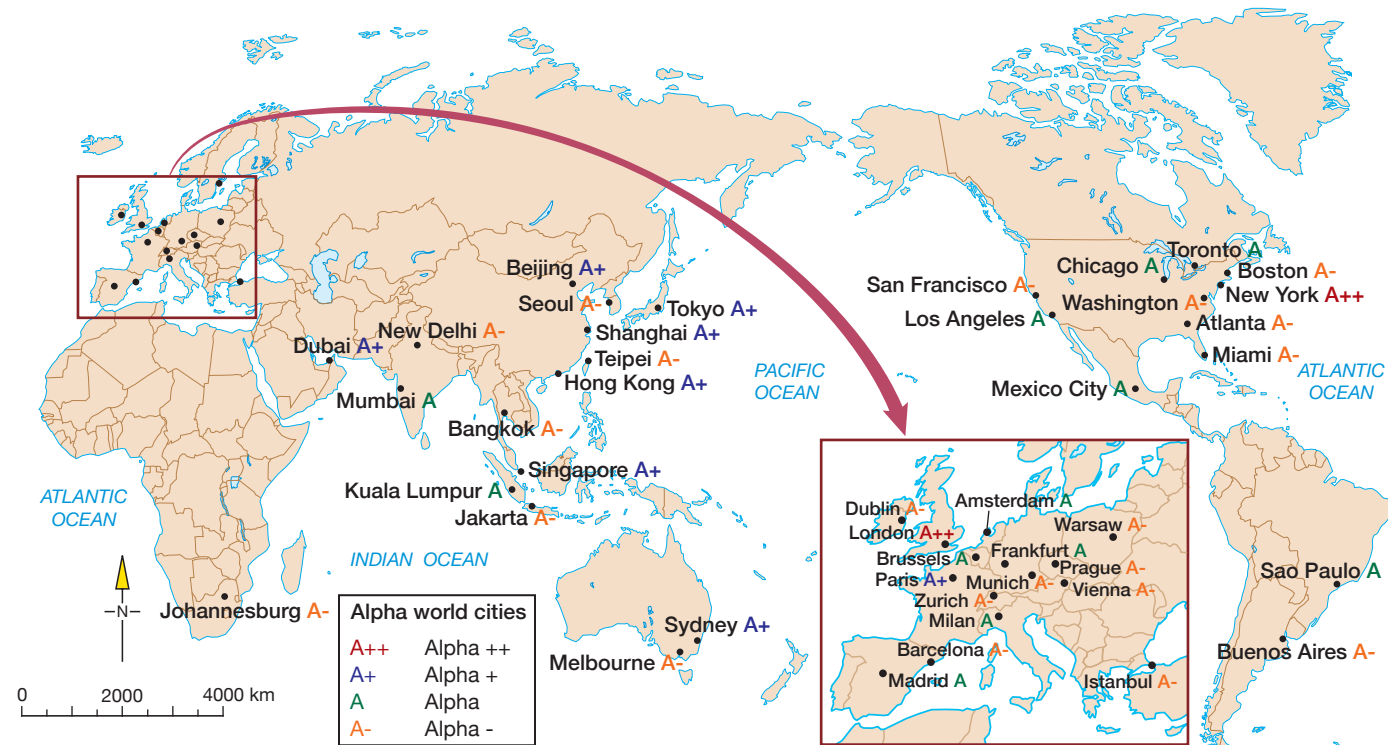 Beijing A+
Seoul A-
Tokyo A+
New Delhi A-
Shanghai A+
Dubai A+
Teipei A-
Hong Kong A+
Mumbai A
Bangkok A-
Singapore A+
Kuala Lumpur A
Jakarta A-
ATLANTIC
OCEAN
INDIAN OCEAN
PACIFIC
OCEAN
N
Johannesburg A-
Sydney A+
Melbourne A-
0 2000 4000 km
Alpha world cities
A++ Alpha ++
A+ Alpha +
A Alpha
A- Alpha -
Toronto A
Chicago A
Boston A-
San Francisco A-
Washington A-
New York A++
Los Angeles A
Atlanta A-
Miami A-
ATLANTIC
OCEAN
Mexico City A
Sao Paulo A
Buenos Aires A-
Amsterdam A
Dublin A-
London A++
Warsaw A-
Brussels A
Frankfurt A
Paris A+
Prague A-
Munich A-
Vienna A-
Zurich A-
Milan A
Barcelona A-
Madrid A
Istanbul A-